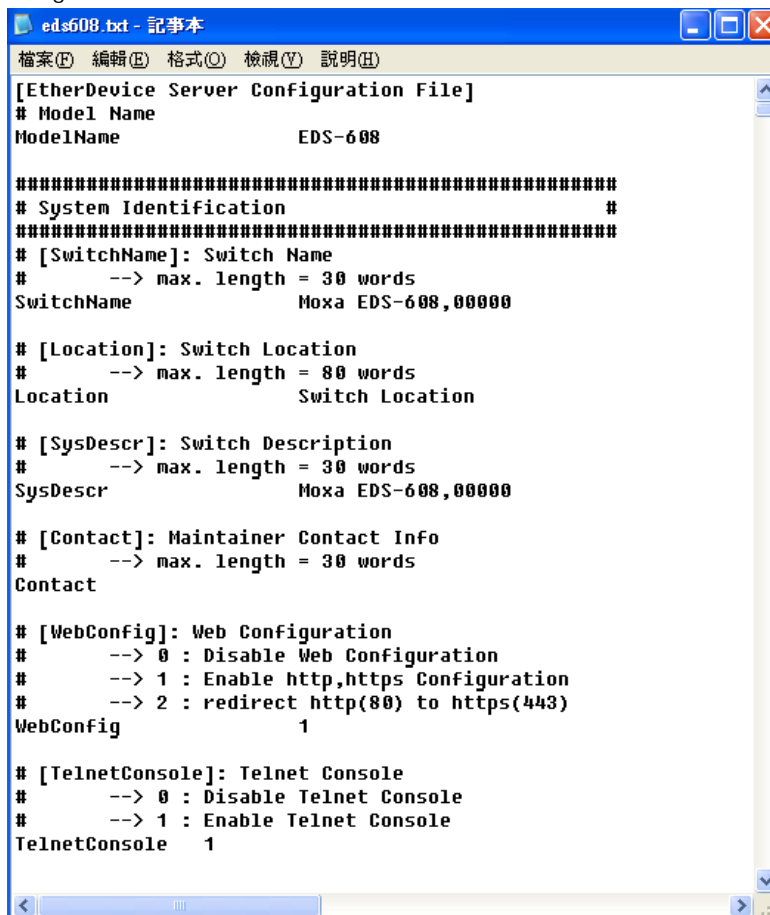 eds608.txt - 記事本
檔案(F) 編輯(E) 格式(O) 檢視(V) 説明(H)
[EtherDevice Server Configuration File]
# Model Name
ModelName EDS-608
###################################################
# System Identification #
###################################################
# [SwitchName]: Switch Name
# --> max. length = 30 words
SwitchName Moxa EDS-608,00000
# [Location]: Switch Location
# --> max. length = 80 words
Location Switch Location
# [SysDescr]: Switch Description
# --> max. length = 30 words
SysDescr Moxa EDS-608,00000
# [Contact]: Maintainer Contact Info
# --> max. length = 30 words
Contact
# [WebConfig]: Web Configuration
# --> 0 : Disable Web Configuration
# --> 1 : Enable http,https Configuration
# --> 2 : redirect http(80) to https(443)
WebConfig 1
# [TelnetConsole]: Telnet Console
# --> 0 : Disable Telnet Console
# --> 1 : Enable Telnet Console
TelnetConsole 1